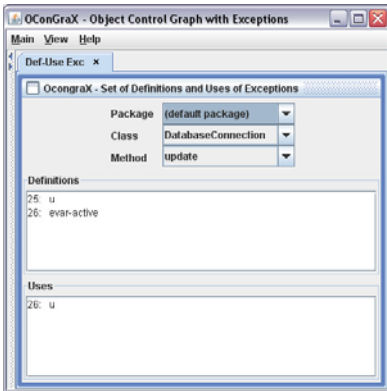 OConGraX - Object Control Graph with Exceptions
Main View Help
Def-Use Exc ×
OcongraX - Set of Definitions and Uses of Exceptions
Package (default package)
Class DatabaseConnection
Method update
Definitions
25: u
26: evar-active
Uses
26: u